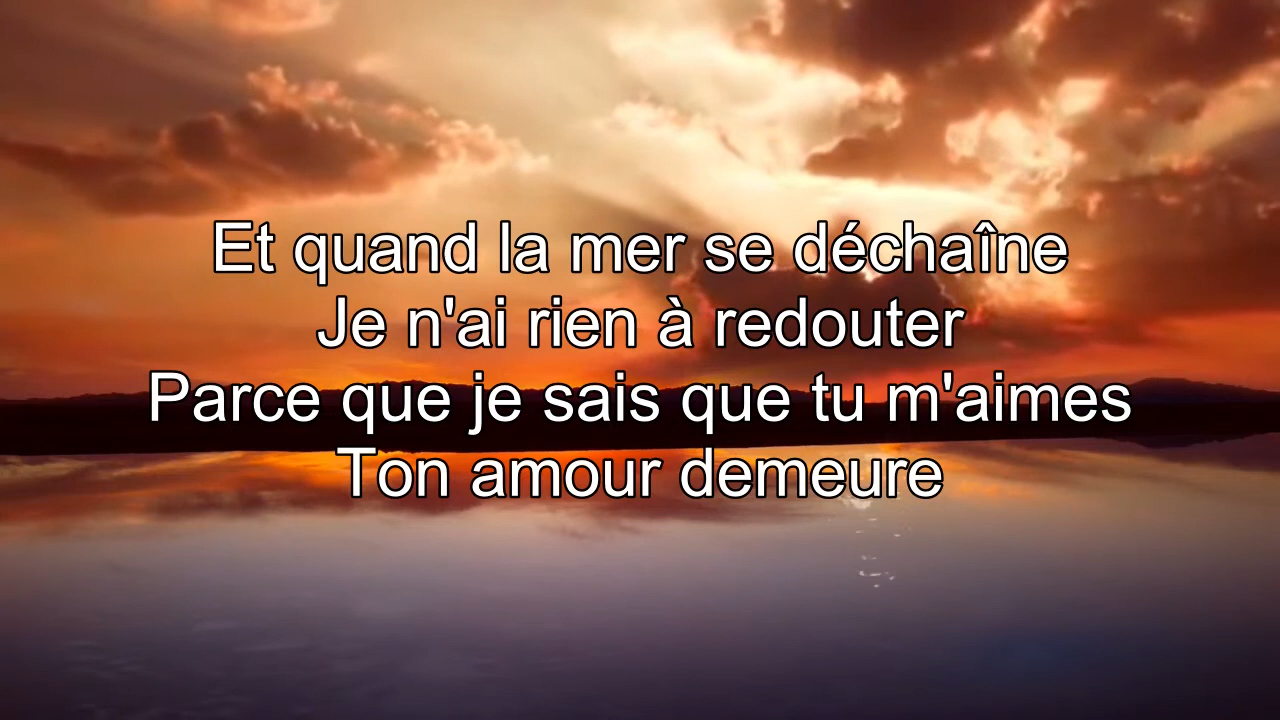 Et quand la mer se déchaîne
Je n'ai rien à redouter
Parce que je sais que tu m'aimes
Ton amour demeure